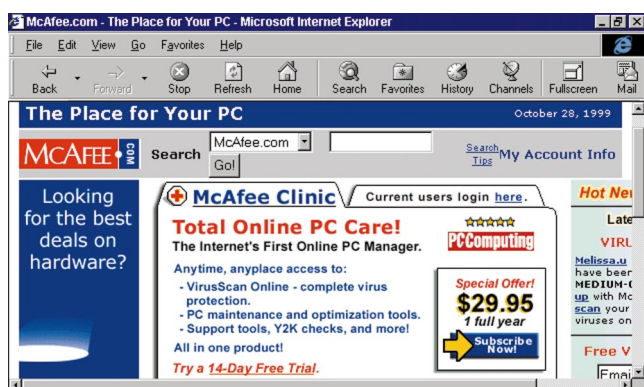 McAfee.com - The Place for Your PC - Microsoft Internet Explorer
File Edit View Go Favorites Help
Back Forward Stop Refresh Home Search Favorites History Channels Fullscreen Mail
The Place for Your PC
October 28, 1999
McAFEE COM
Search
McAfee.com
Go!
Search Tips
My Account Info
Looking
for the best
deals on
hardware?
McAfee Clinic
Current users login here.
Total Online PC Care!
The Internet's First Online PC Manager.
PC Computing
Anytime, anyplace access to:
- VirusScan Online - complete virus
protection.
- PC maintenance and optimization tools.
- Support tools, Y2K checks, and more!
All in one product!
Try a 14-Day Free Trial.
Special Offer!
$29.95
1 full year
Subscribe
Now!
Hot
Late
VIRU
Melissa.u
have been
MEDIUM-
up with Mc
scan your
viruses on
Free V
Emai